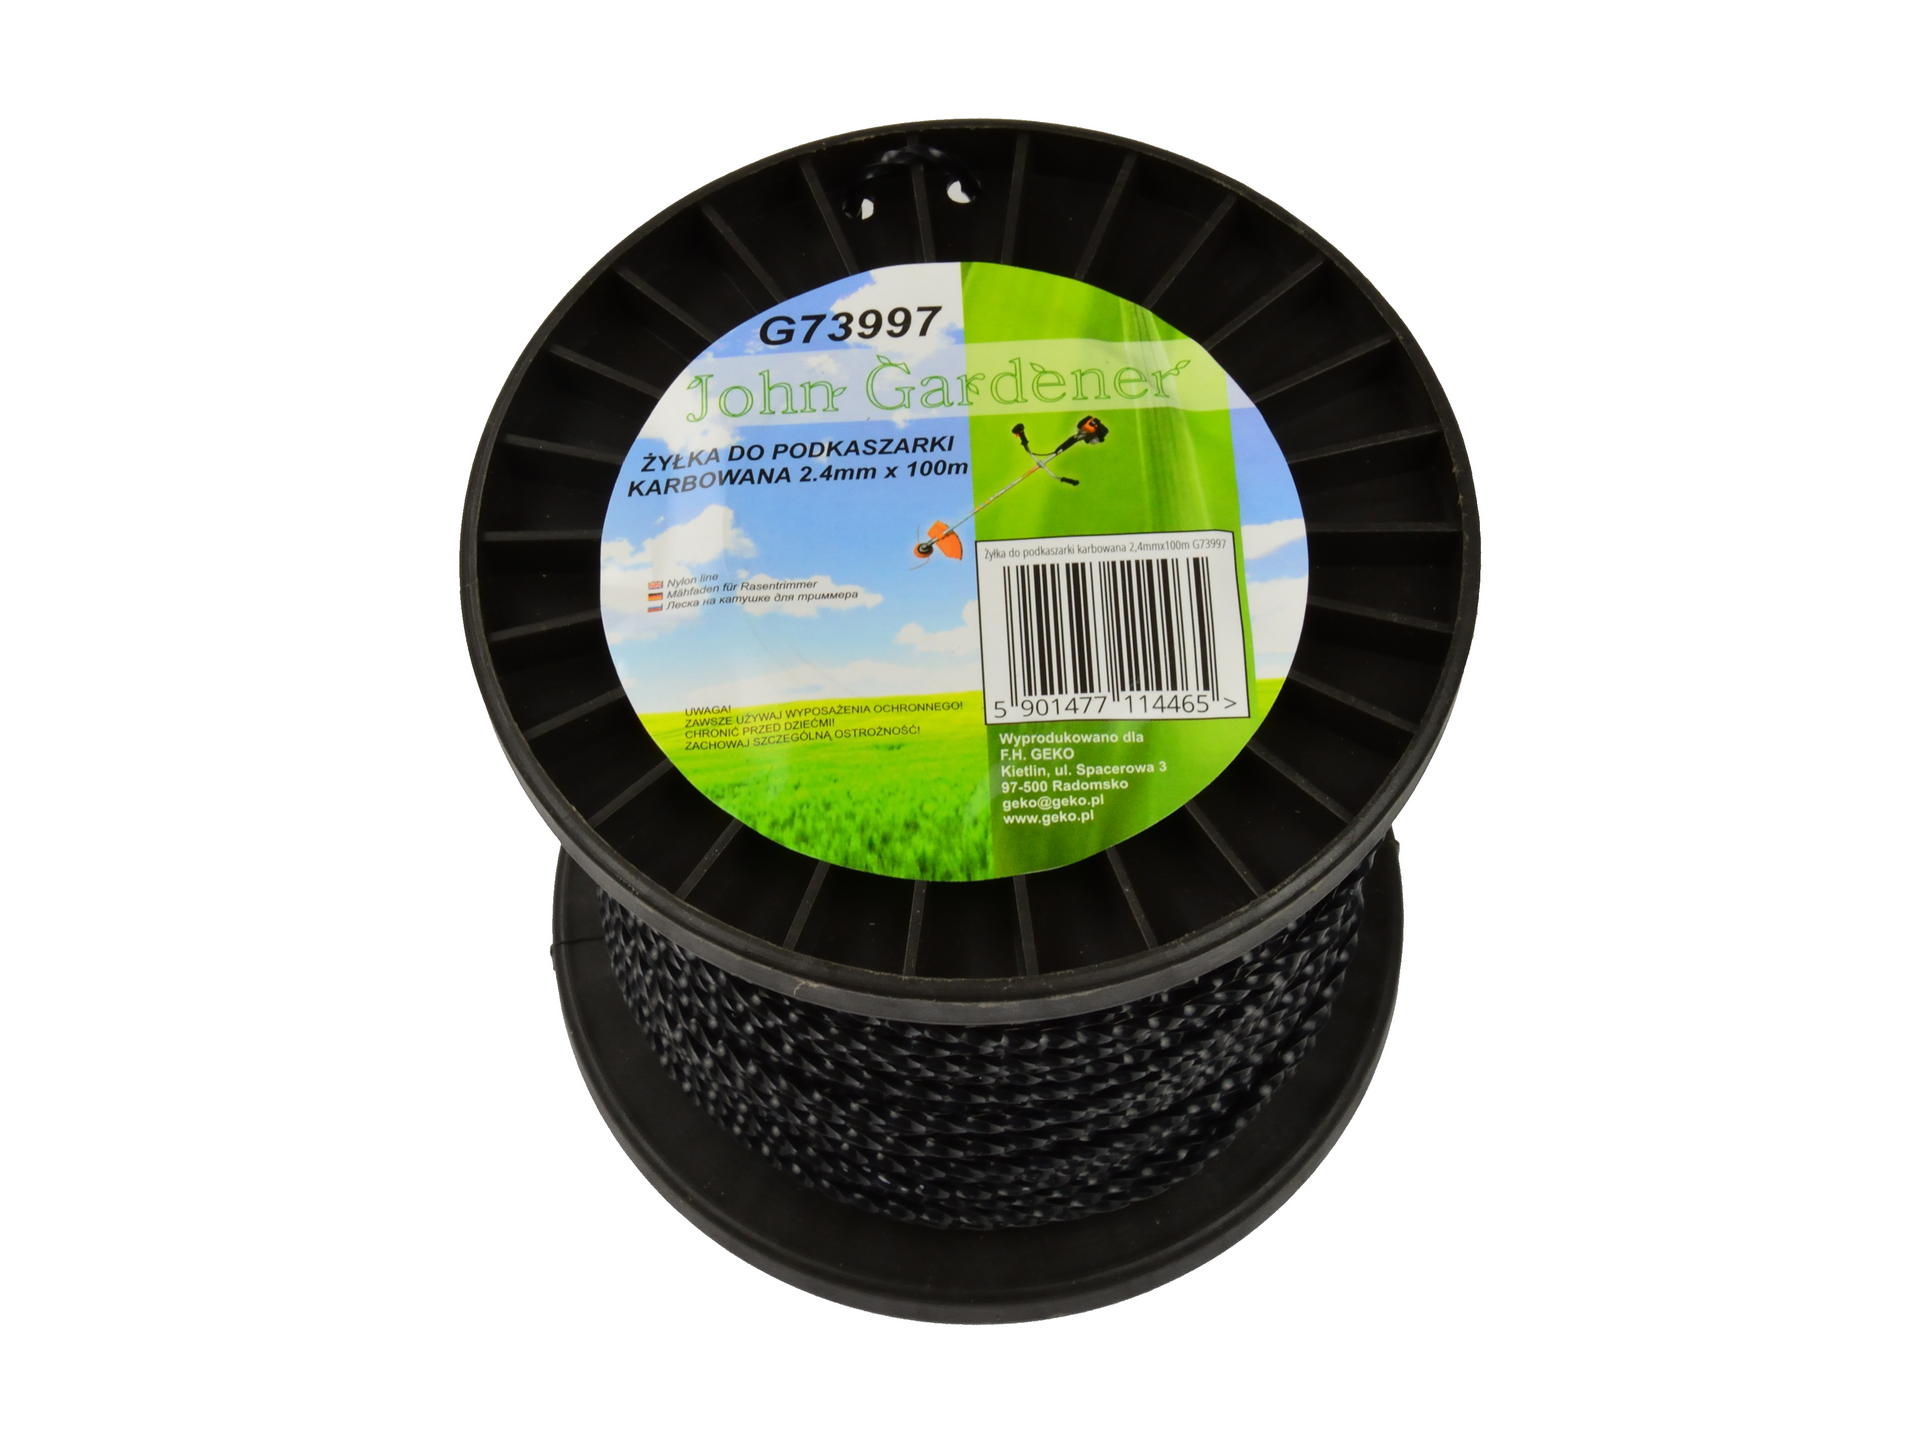 G73997
John Gardener
ŻYŁKA DO PODKASZARKI
KARBOWANA 2.4mm x 100m
Żyłka do podkaszarki karbowana 2,4mmx100m G73997
Nylon line
Mähfaden für Rasentrimmer
Леска на катушке для триммера
5 901477 114465 >
UWAGA!
ZAWSZE UŻYWAJ WYPOSAŻENIA OCHRONNEGO!
CHRONIĆ PRZED DZIEĆMI!
ZACHOWAJ SZCZEGÓLNĄ OSTROŻNOŚĆ!
Wyprodukowano dla
F.H. GEKO
Kietlin, ul. Spacerowa 3
97-500 Radomsko
geko@geko.pl
www.geko.pl